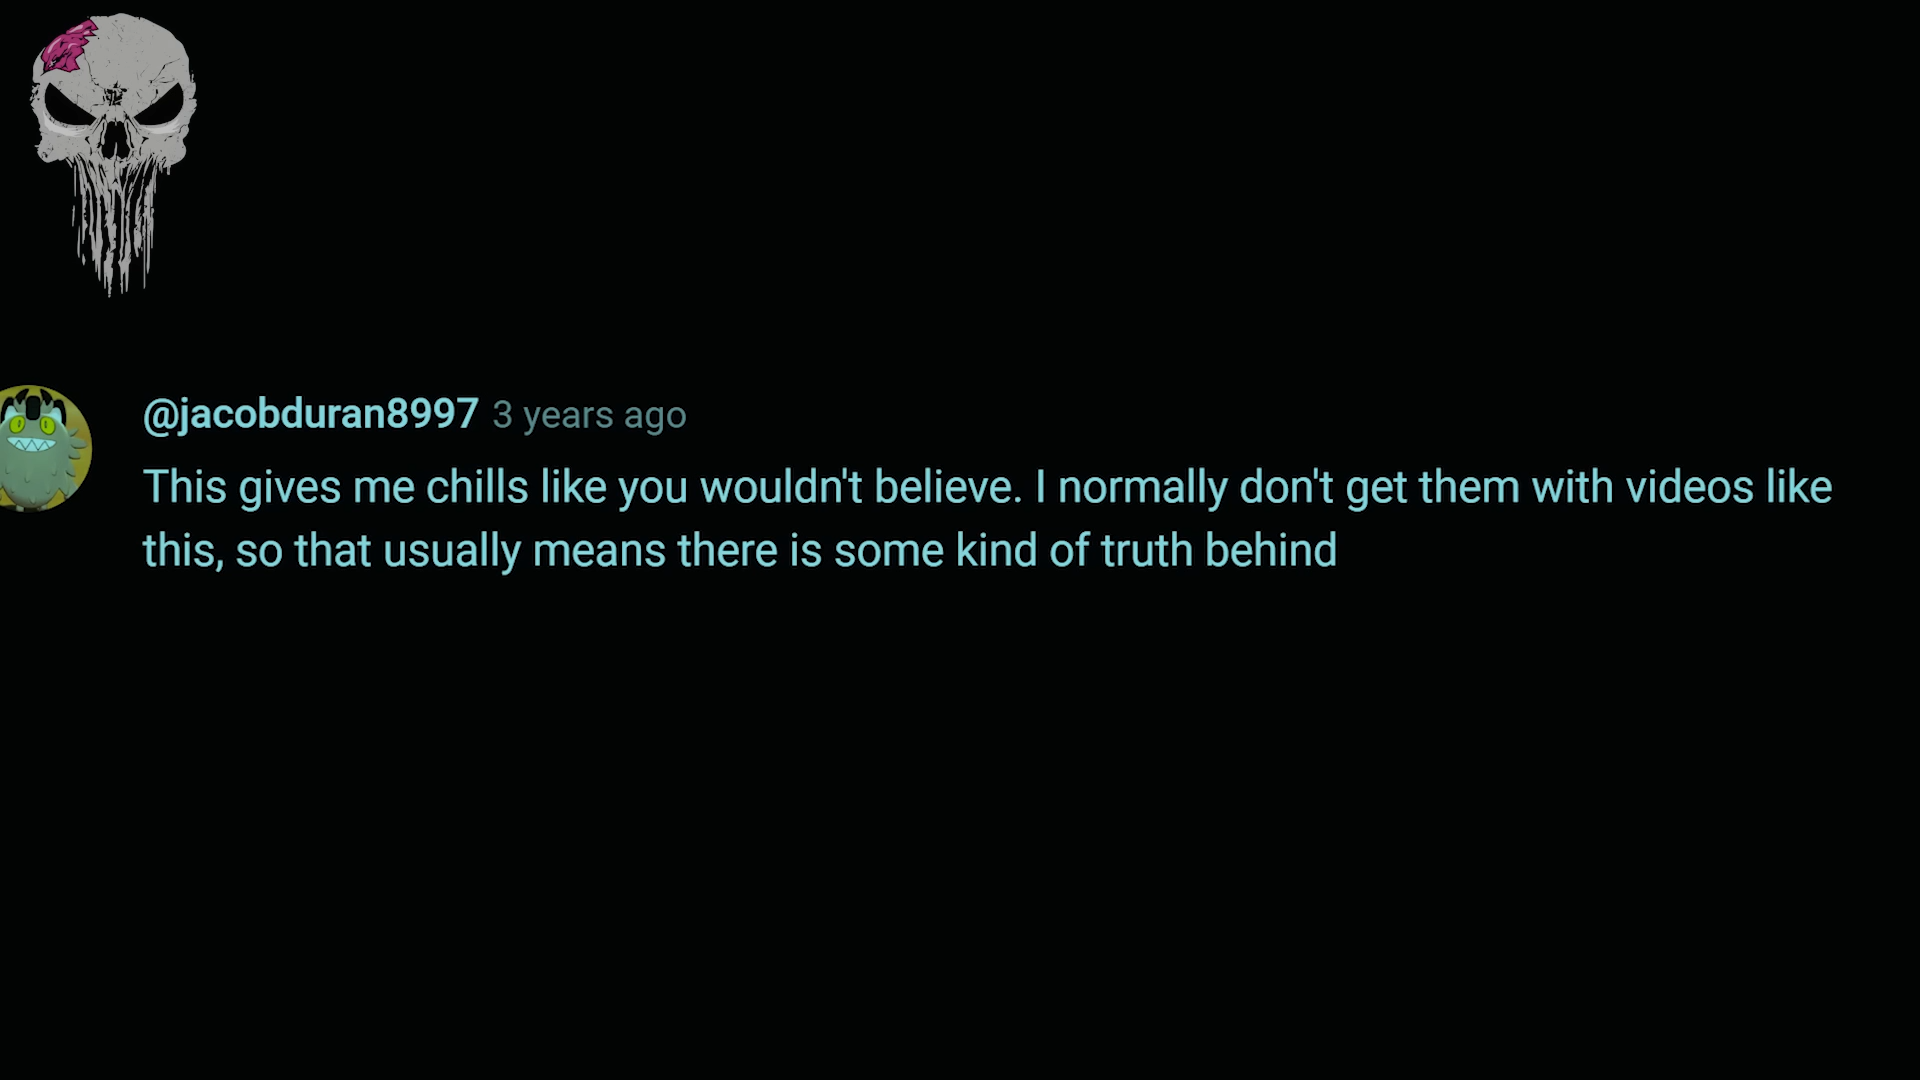 @jacobduran8997 3 years ago
This gives me chills like you wouldn't believe. I normally don't get them with videos like
this, so that usually means there is some kind of truth behind